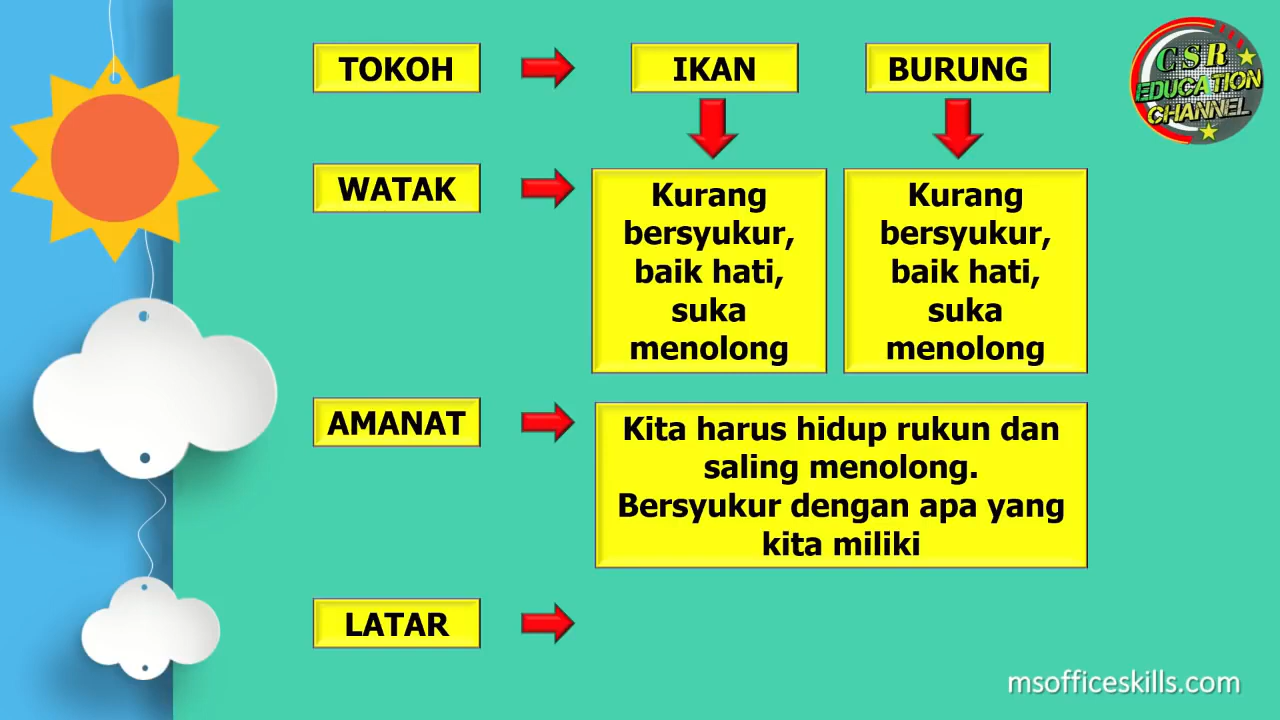 TOKOH
IKAN
BURUNG
CSR
EDUCATION
CHANNEL
WATAK
Kurang
bersyukur,
baik hati,
suka
menolong
Kurang
bersyukur,
baik hati,
suka
menolong
AMANAT
Kita harus hidup rukun dan
saling menolong.
Bersyukur dengan apa yang
kita miliki
LATAR
msofficeskills.com